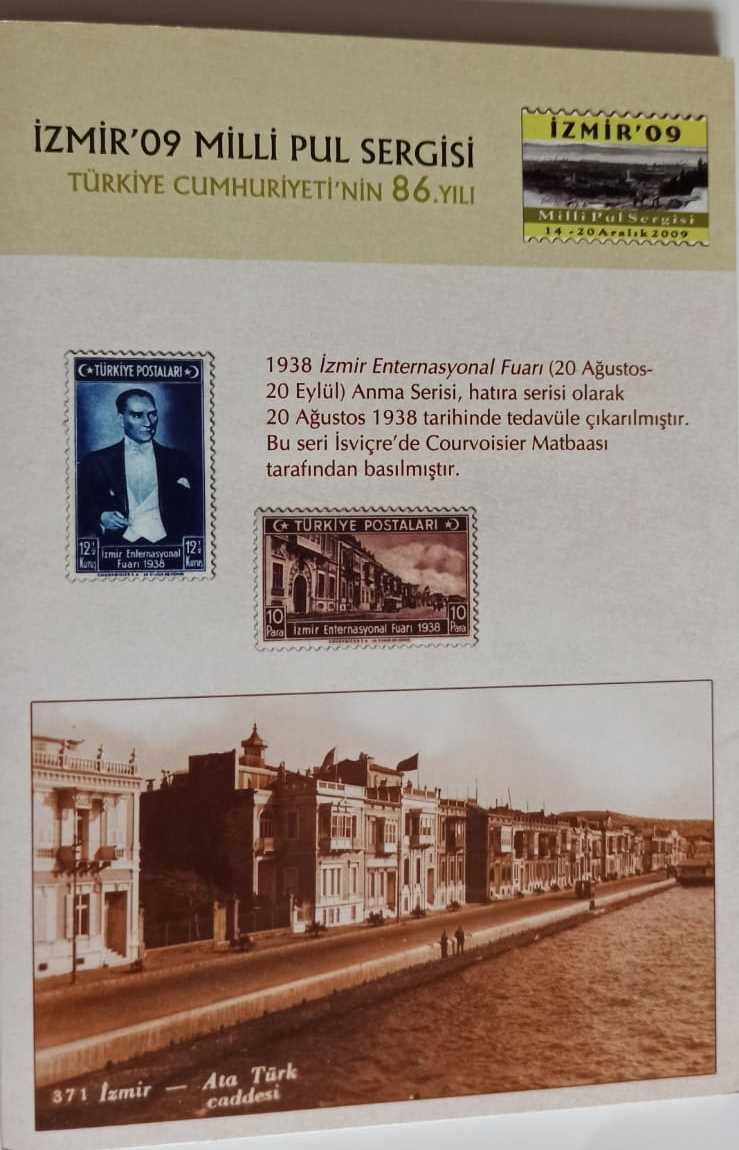 İZMİR'09 MİLLİ PUL SERGİSİ
TÜRKİYE CUMHURİYETİ'NİN 86.YILI
İZMİR'09
Milli Pul Sergisi
14 - 20 Aralık 2009
TÜRKİYE POSTALARI
12½ Kuruş
İzmir Enternasyonal
Fuarı 1938
12½ Kuruş
1938 İzmir Enternasyonal Fuarı (20 Ağustos-
20 Eylül) Anma Serisi, hatıra serisi olarak
20 Ağustos 1938 tarihinde tedavüle çıkarılmıştır.
Bu seri İsviçre'de Courvoisier Matbaası
tarafından basılmıştır.
TÜRKİYE POSTALARI
10 Para
İzmir Enternasyonal Fuarı 1938
10 Para
371 İzmir — Ata Türk
caddesi